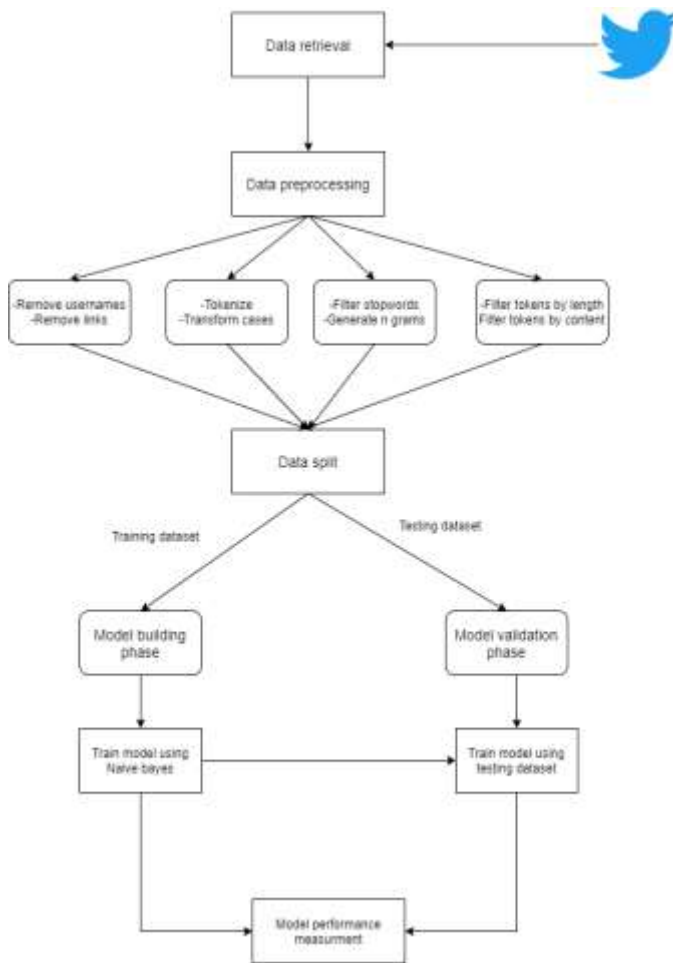 Data retrieval
Data preprocessing
-Remove usernames
-Remove links
-Tokenize
-Transform cases
-Filter stopwords
-Generate n grams
-Filter tokens by length
Filter tokens by content
Data split
Training dataset
Testing dataset
Model building
phase
Model validation
phase
Train model using
Naive bayes
Train model using
testing dataset
Model performance
measurment